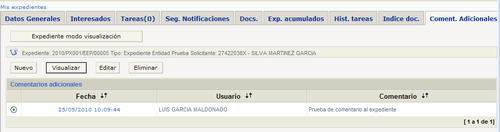 Mis expedientes
Datos Generales Interesados Tareas(0) Seg. Notificaciones Docs. Exp. acumulados Hist. tareas Indice doc. Coment. Adicionales
Expediente modo visualización
Expediente: 2010/PX001/EEP/00005 Tipo: Expediente Entidad Prueba Solicitante: 27422038X - SILVA MARTREZ GARCIA
Nuevo Visualizar Editar Eliminar
Comentarios adicionales
Fecha Usuario Comentario
25/05/2010 10:09:44 LUIS GARCIA MALDONADO Prueba de comentario al expediente
[ 1 a 1 de 1]